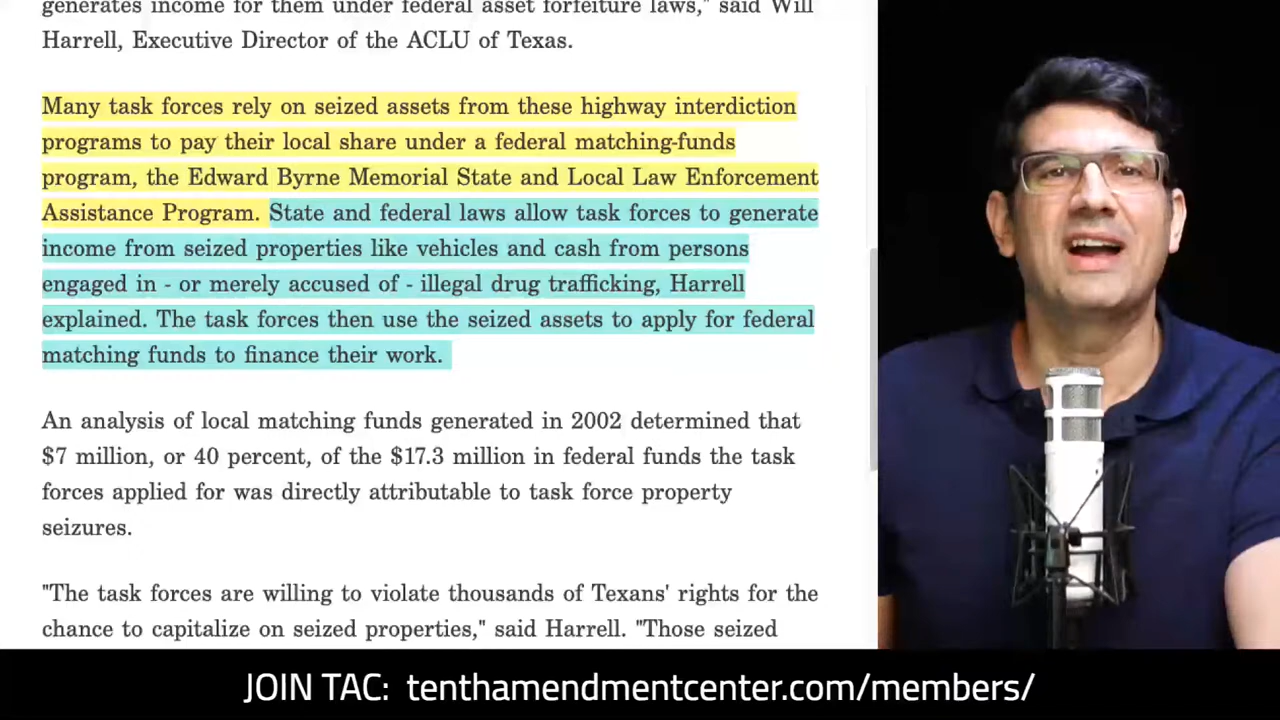 generates income for them under federal asset forfeiture laws," said Will
Harrell, Executive Director of the ACLU of Texas.
Many task forces rely on seized assets from these highway interdiction
programs to pay their local share under a federal matching-funds
program, the Edward Byrne Memorial State and Local Law Enforcement
Assistance Program. State and federal laws allow task forces to generate
income from seized properties like vehicles and cash from persons
engaged in - or merely accused of - illegal drug trafficking, Harrell
explained. The task forces then use the seized assets to apply for federal
matching funds to finance their work.
An analysis of local matching funds generated in 2002 determined that
$7 million, or 40 percent, of the $17.3 million in federal funds the task
forces applied for was directly attributable to task force property
seizures.
"The task forces are willing to violate thousands of Texans' rights for the
chance to capitalize on seized properties," said Harrell. "Those seized
JOIN TAC: tenthamendmentcenter.com/members/